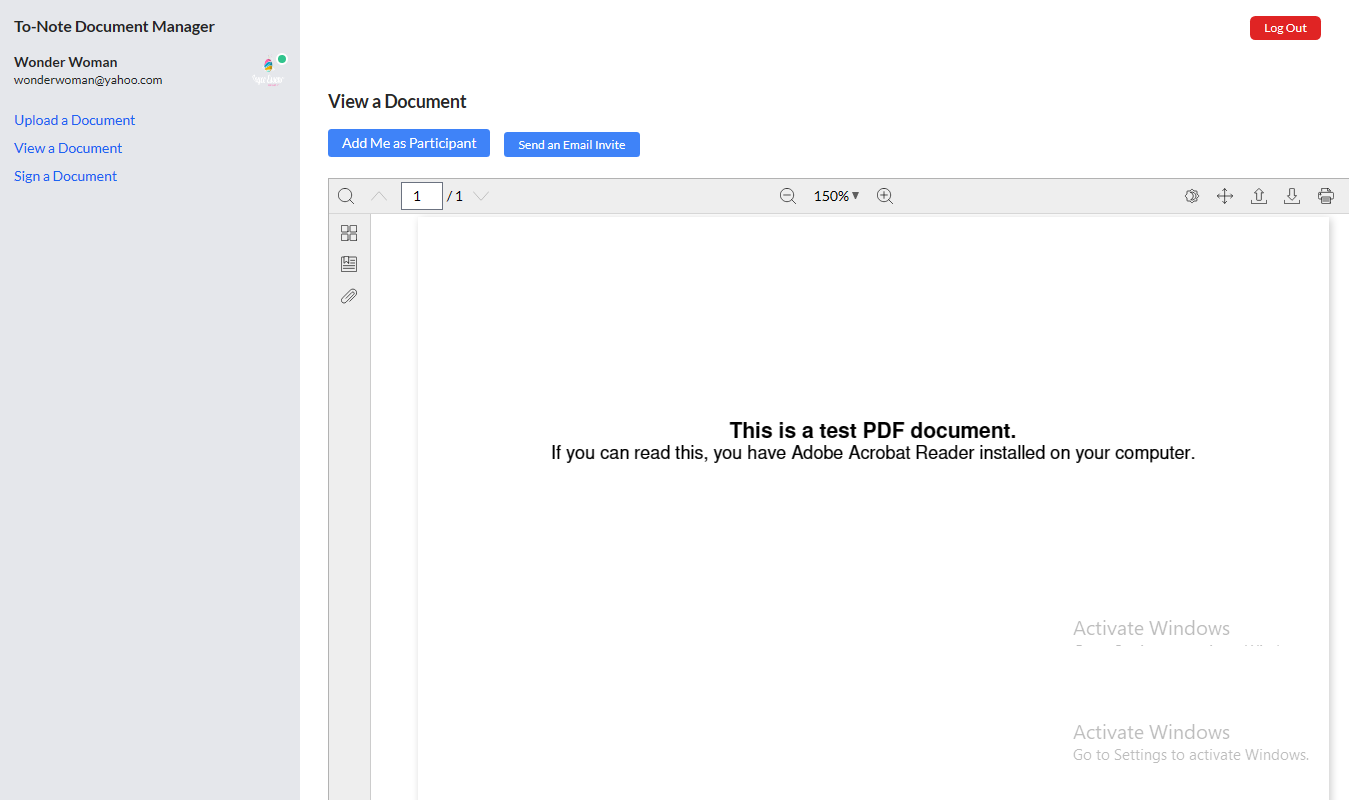 To-Note Document Manager
Log Out
Wonder Woman
wonderwoman@yahoo.com
View a Document
Upload a Document
Add Me as Participant
Send an Email Invite
View a Document
Sign a Document
1 / 1
150%
This is a test PDF document.
If you can read this, you have Adobe Acrobat Reader installed on your computer.
Activate Windows
Activate Windows
Go to Settings to activate Windows.